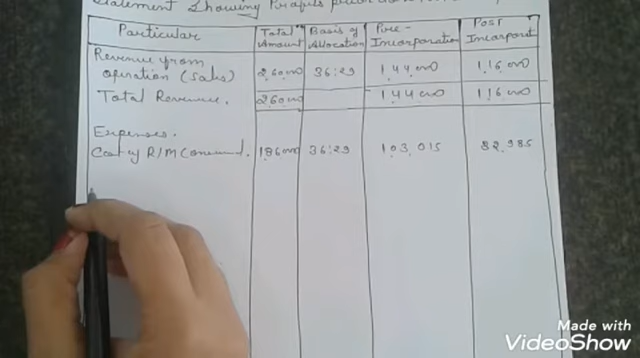 Statement Showing Profits prior
Particular Total Amount Basis of Allocation Pre-Incorporation Post Incorporat
Revenue from
operation (Sales) 2,60,000 36:29 1,44,000 1,16,000
Total Revenue. 2,60,000 1,44,000 1,16,000
Expenses.
Cost of R/M Consumed. 1,86,000 36:29 1,03,015 82,985
Made with
VideoShow